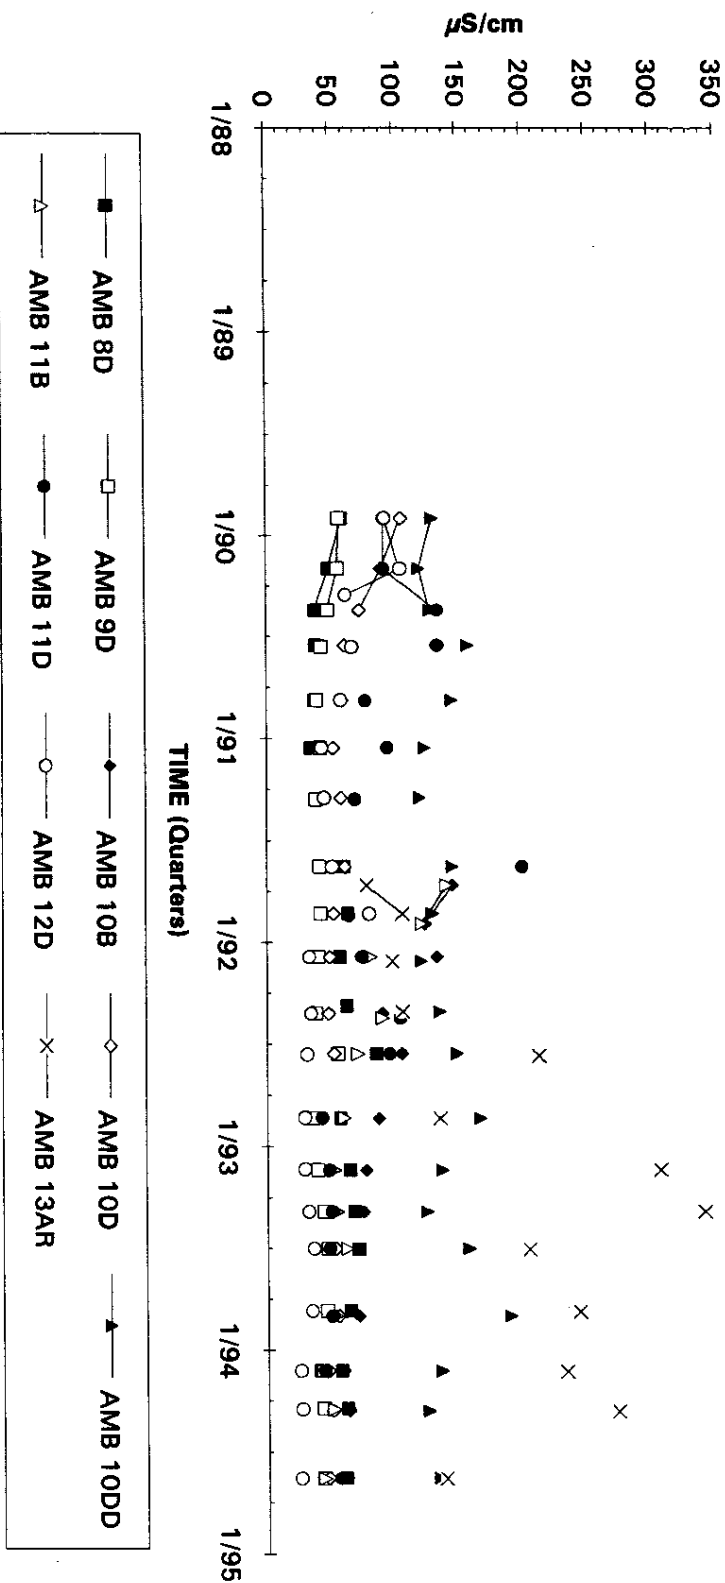 μS/cm
350
300
250
200
150
100
50
0
1/88
1/89
1/90
1/91
1/92
1/93
1/94
1/95
TIME (Quarters)
AMB 8D
AMB 9D
AMB 10B
AMB 10D
AMB 10DD
AMB 11B
AMB 11D
AMB 12D
AMB 13AR